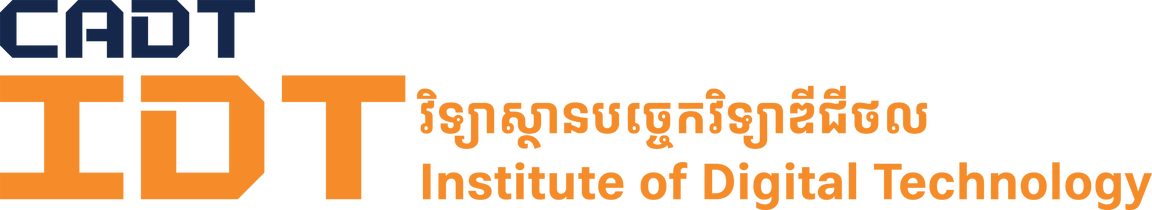 CADT
IDT
វិទ្យាស្ថានបច្ចេកវិទ្យាឌីជីថល
Institute of Digital Technology